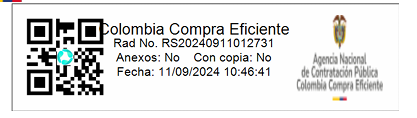 Colombia Compra Eficiente
Rad No. RS20240911012731
Anexos: No Con copia: No
Fecha: 11/09/2024 10:46:41
Agencia Nacional
de Contratación Pública
Colombia Compra Eficiente